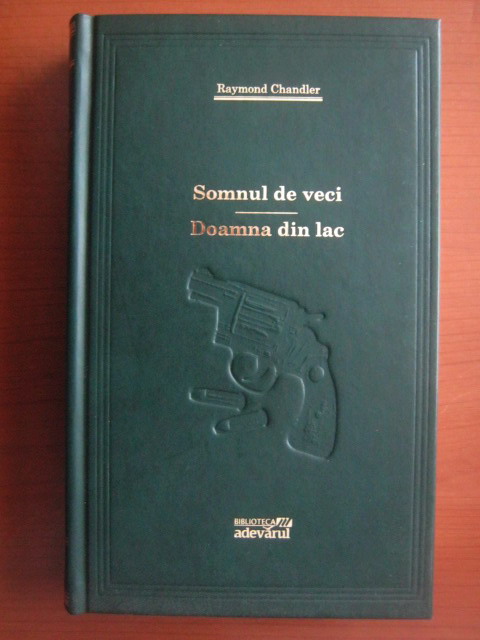 Raymond Chandler
Somnul de veci
Doamna din lac
BIBLIOTECA
adevărul